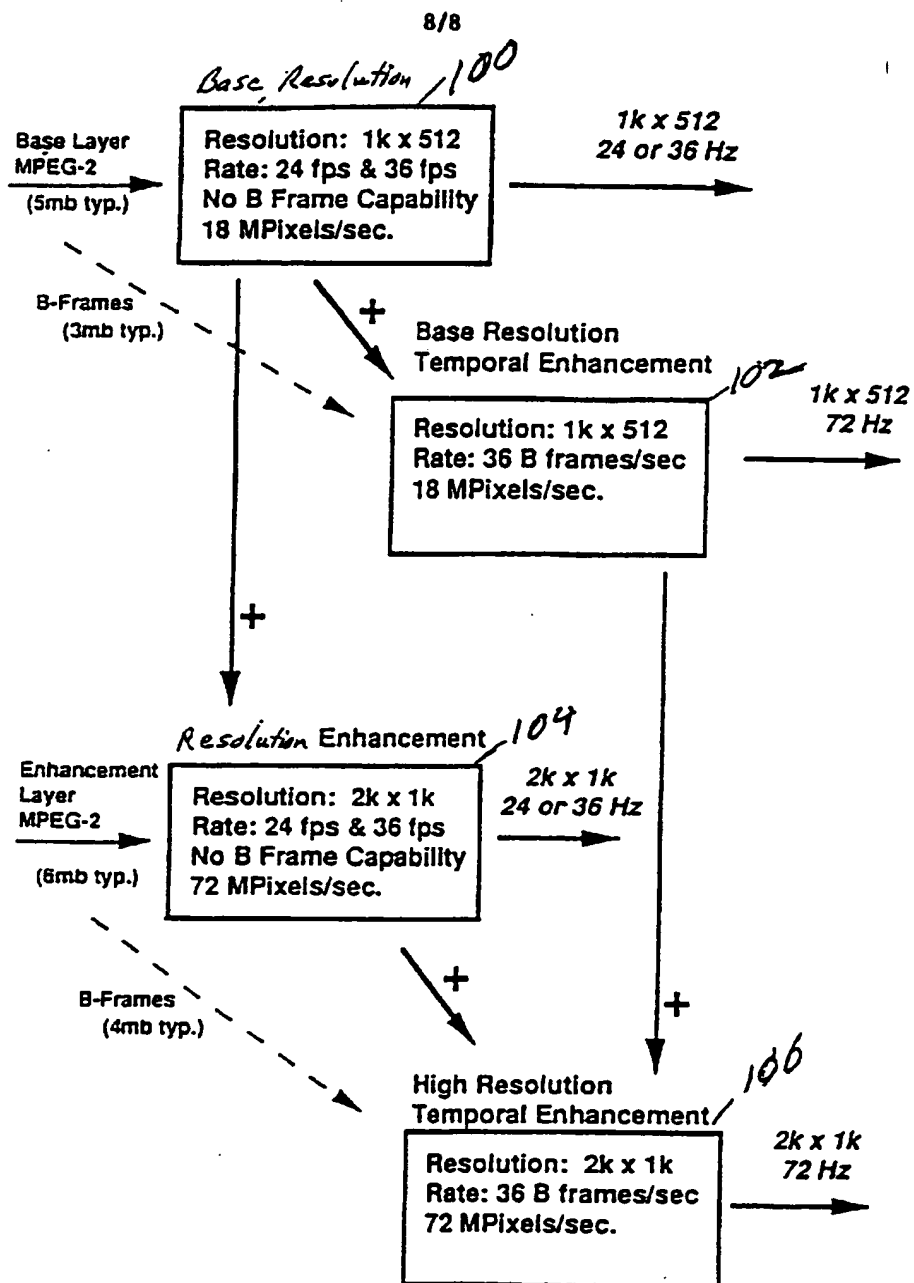 8/8
Base Resolution
100
Base Layer
MPEG-2
(5mb typ.)
Resolution: 1k x 512
Rate: 24 fps & 36 fps
No B Frame Capability
18 MPixels/sec.
1k x 512
24 or 36 Hz
B-Frames
(3mb typ.)
+
Base Resolution
Temporal Enhancement
102
Resolution: 1k x 512
Rate: 36 B frames/sec
18 MPixels/sec.
1k x 512
72 Hz
+
Resolution Enhancement
104
Enhancement
Layer
MPEG-2
(6mb typ.)
Resolution: 2k x 1k
Rate: 24 fps & 36 fps
No B Frame Capability
72 MPixels/sec.
2k x 1k
24 or 36 Hz
B-Frames
(4mb typ.)
+
+
High Resolution
Temporal Enhancement
106
Resolution: 2k x 1k
Rate: 36 B frames/sec
72 MPixels/sec.
2k x 1k
72 Hz